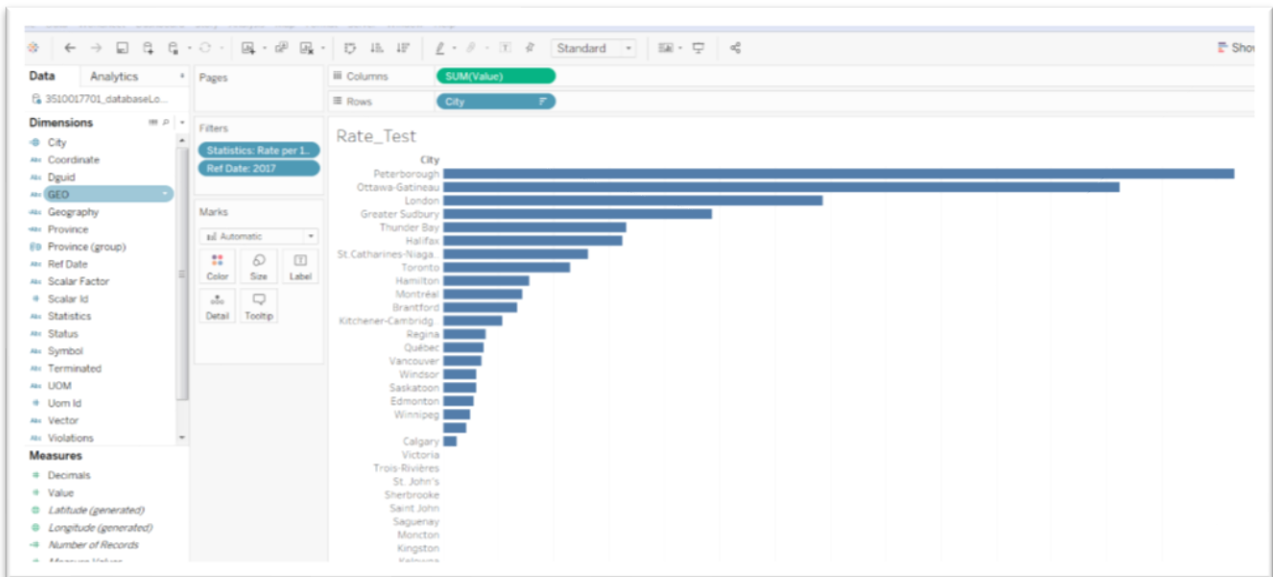 Standard
Show
Data
Analytics
Pages
Columns
SUM(Value)
3510017701_databaseLo...
Rows
City
Dimensions
City
Coordinate
Dguid
GEO
Geography
Province
Province (group)
Ref Date
Scalar Factor
Scalar Id
Statistics
Status
Symbol
Terminated
UOM
Uom Id
Vector
Violations
Measures
Decimals
Value
Latitude (generated)
Longitude (generated)
Number of Records
Filters
Statistics: Rate per 1..
Ref Date: 2017
Marks
Automatic
Color
Size
Label
Detail
Tooltip
Rate_Test
City
Peterborough
Ottawa-Gatineau
London
Greater Sudbury
Thunder Bay
Halifax
St.Catharines-Niaga..
Toronto
Hamilton
Montréal
Brantford
Kitchener-Cambridg..
Regina
Québec
Vancouver
Windsor
Saskatoon
Edmonton
Winnipeg
Calgary
Victoria
Trois-Rivières
St. John's
Sherbrooke
Saint John
Saguenay
Moncton
Kingston